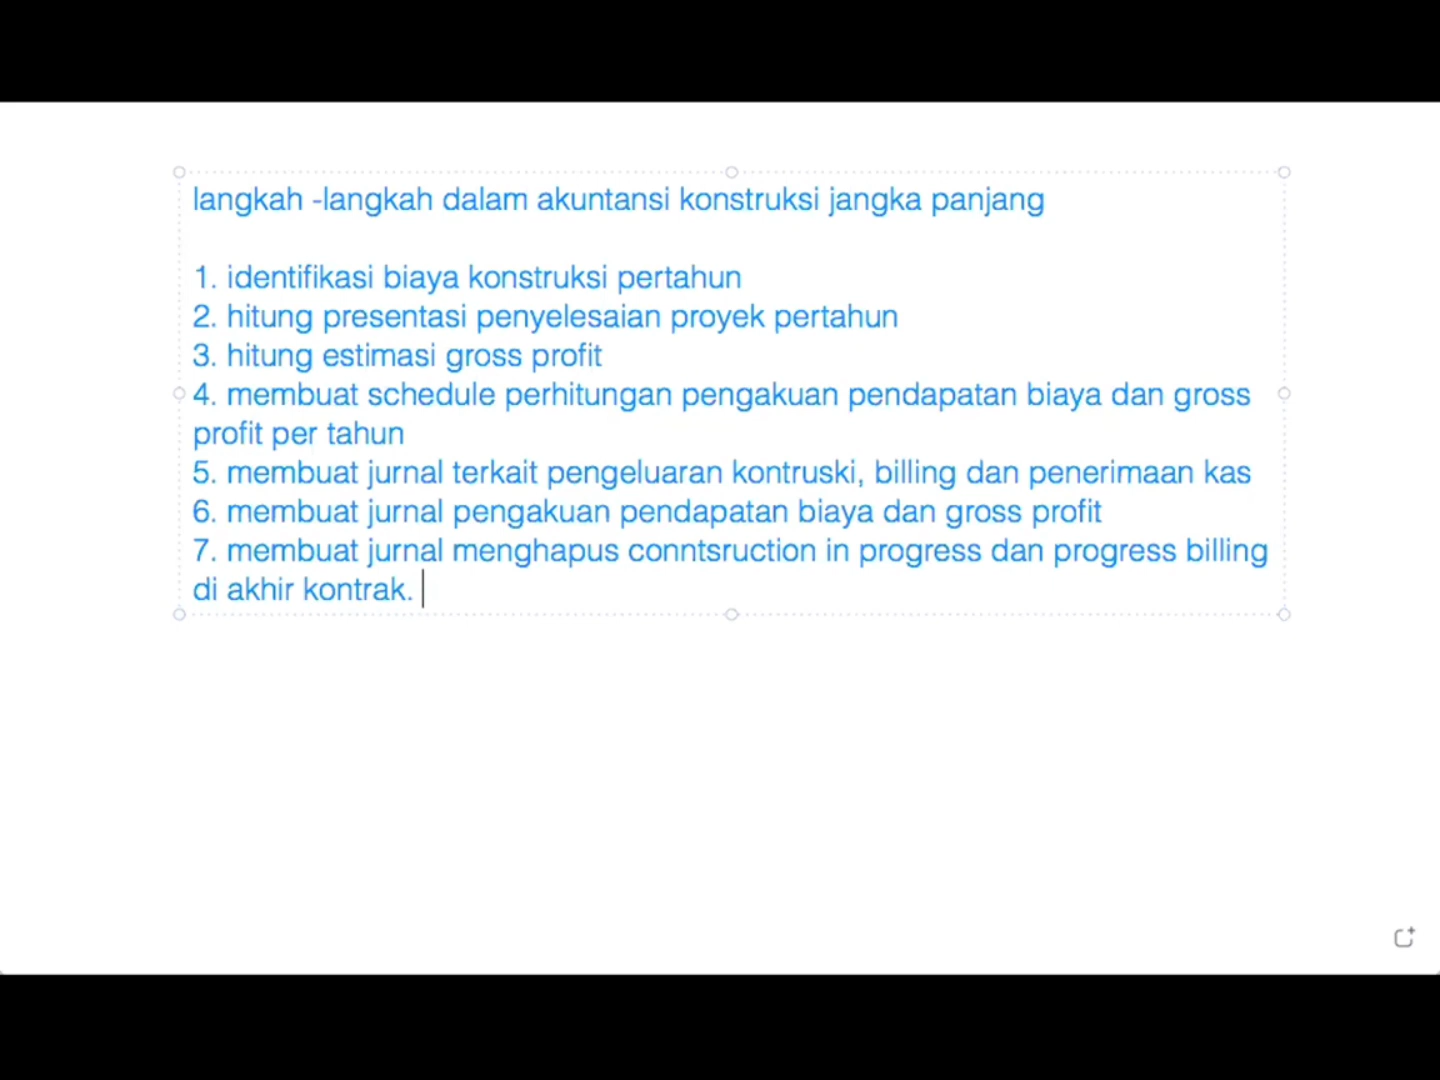 langkah -langkah dalam akuntansi konstruksi jangka panjang
1. identifikasi biaya konstruksi pertahun
2. hitung presentasi penyelesaian proyek pertahun
3. hitung estimasi gross profit
4. membuat schedule perhitungan pengakuan pendapatan biaya dan gross
profit per tahun
5. membuat jurnal terkait pengeluaran kontruski, billing dan penerimaan kas
6. membuat jurnal pengakuan pendapatan biaya dan gross profit
7. membuat jurnal menghapus conntsruction in progress dan progress billing
di akhir kontrak.